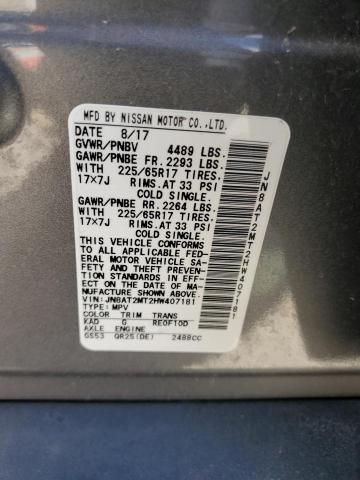 MFD BY NISSAN MOTOR CO.,LTD.
DATE 8/17
GVWR/PNBV 4489 LBS.
GAWR/PNBE FR. 2293 LBS.
WITH 225/65R17 TIRES.
17x7J RIMS.AT 33 PSI
COLD SINGLE.
GAWR/PNBE RR. 2264 LBS.
WITH 225/65R17 TIRES.
17x7J RIMS.AT 33 PSI
COLD SINGLE.
THIS VEHICLE CONFORMS
TO ALL APPLICABLE FED-
ERAL MOTOR VEHICLE SA-
FETY AND THEFT PREVENTION
STANDARDS IN EFF-
ECT ON THE DATE OF MA-
NUFACTURE SHOWN ABOVE.
VIN:JN8AT2MT2HW407181
TYPE:MPV
COLOR TRIM TRANS
KAD G RE0F10D
AXLE ENGINE
GS53 QR25(DE) 2488CC
JN8AT2MT2HW407181